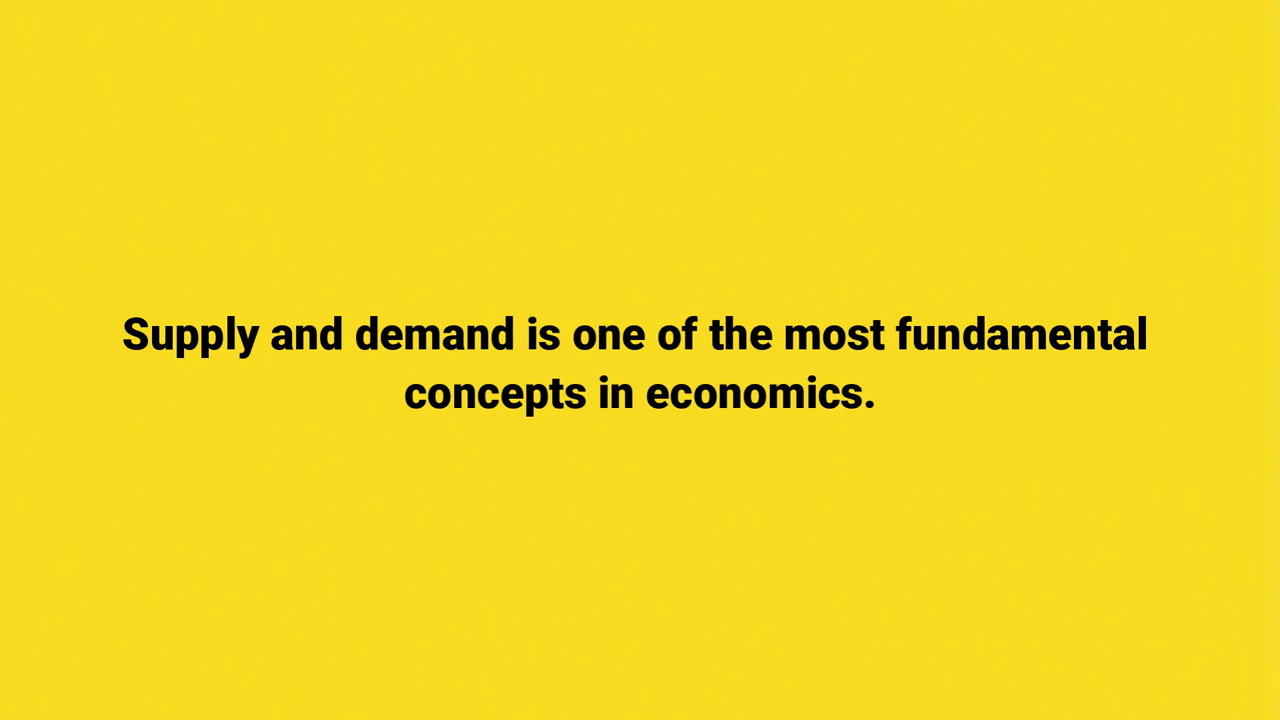 Supply and demand is one of the most fundamental
concepts in economics.